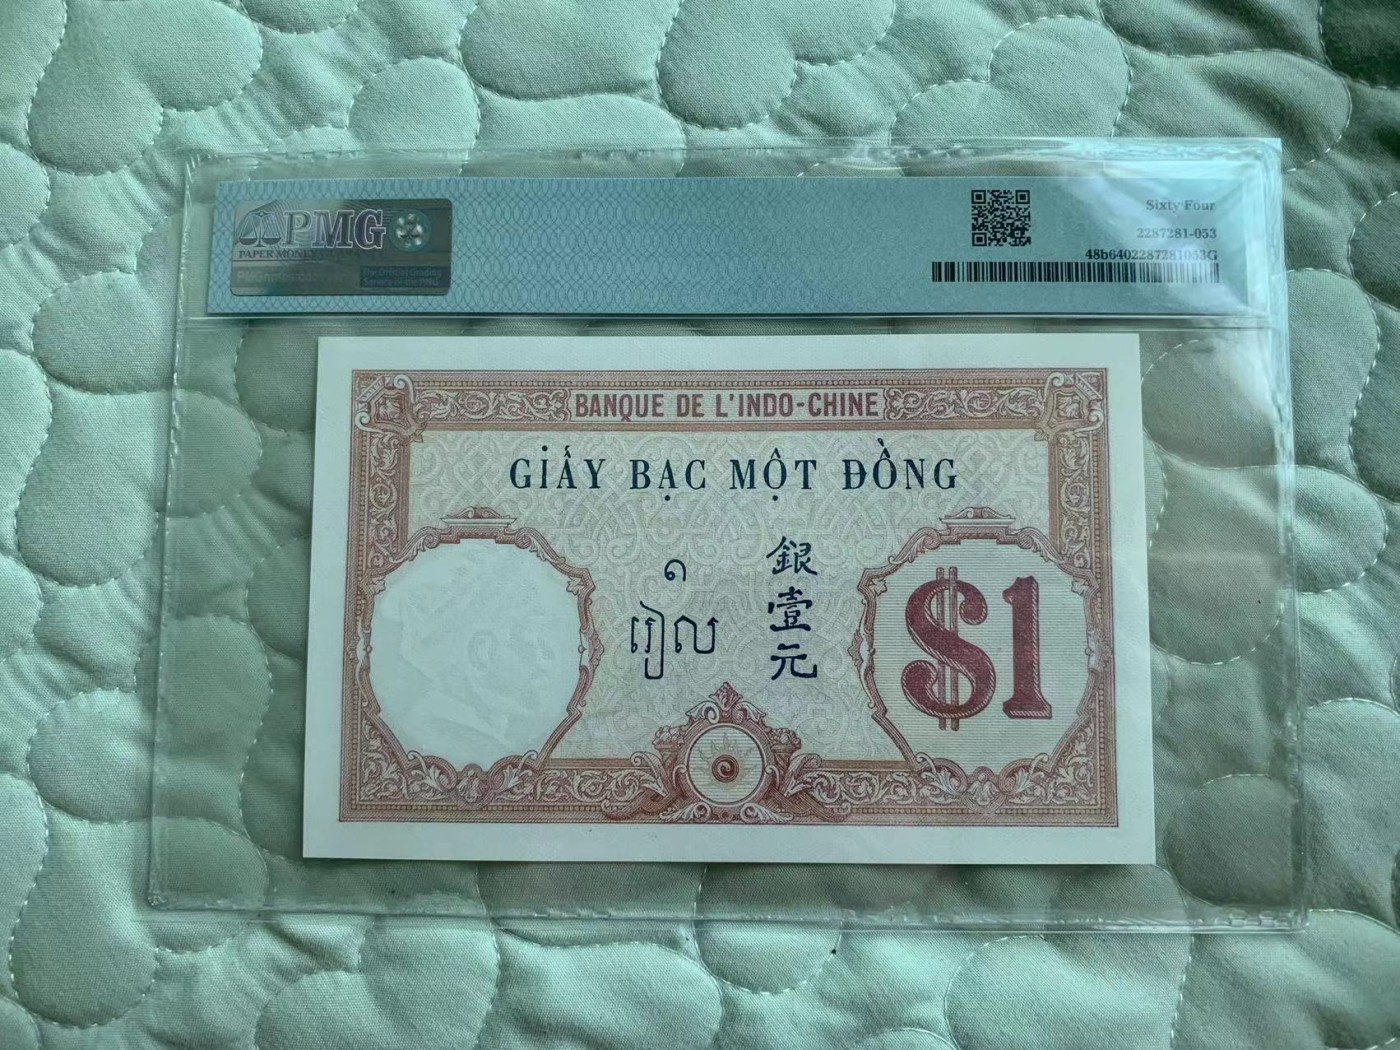 PMG
PAPER MONEY GUARANTY
Sixty Four
2287281-053
48b6402287281053G
BANQUE DE L'INDO-CHINE
GIẤY BẠC MỘT ĐỒNG
១
រៀល
銀壹元
$1